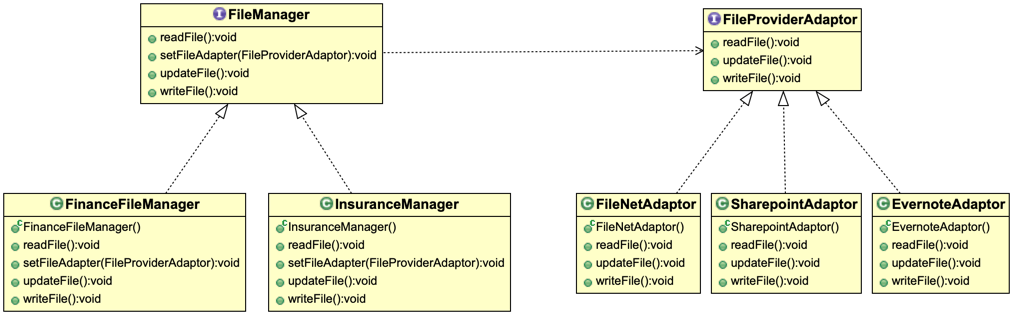 FileManager
readFile():void
setFileAdapter(FileProviderAdaptor):void
updateFile():void
writeFile():void
FileProviderAdaptor
readFile():void
updateFile():void
writeFile():void
FinanceFileManager
FinanceFileManager()
readFile():void
setFileAdapter(FileProviderAdaptor):void
updateFile():void
writeFile():void
InsuranceManager
InsuranceManager()
readFile():void
setFileAdapter(FileProviderAdaptor):void
updateFile():void
writeFile():void
FileNetAdaptor
FileNetAdaptor()
readFile():void
updateFile():void
writeFile():void
SharepointAdaptor
SharepointAdaptor()
readFile():void
updateFile():void
writeFile():void
EvernoteAdaptor
EvernoteAdaptor()
readFile():void
updateFile():void
writeFile():void